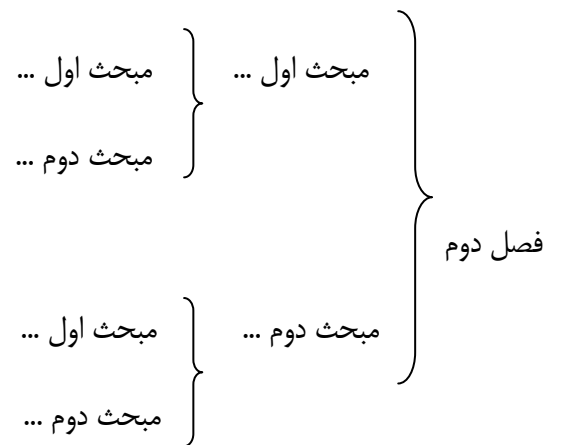 مبحث اول ... مبحث اول ...
مبحث دوم ...
فصل دوم
مبحث دوم ... مبحث اول ...
مبحث دوم ...